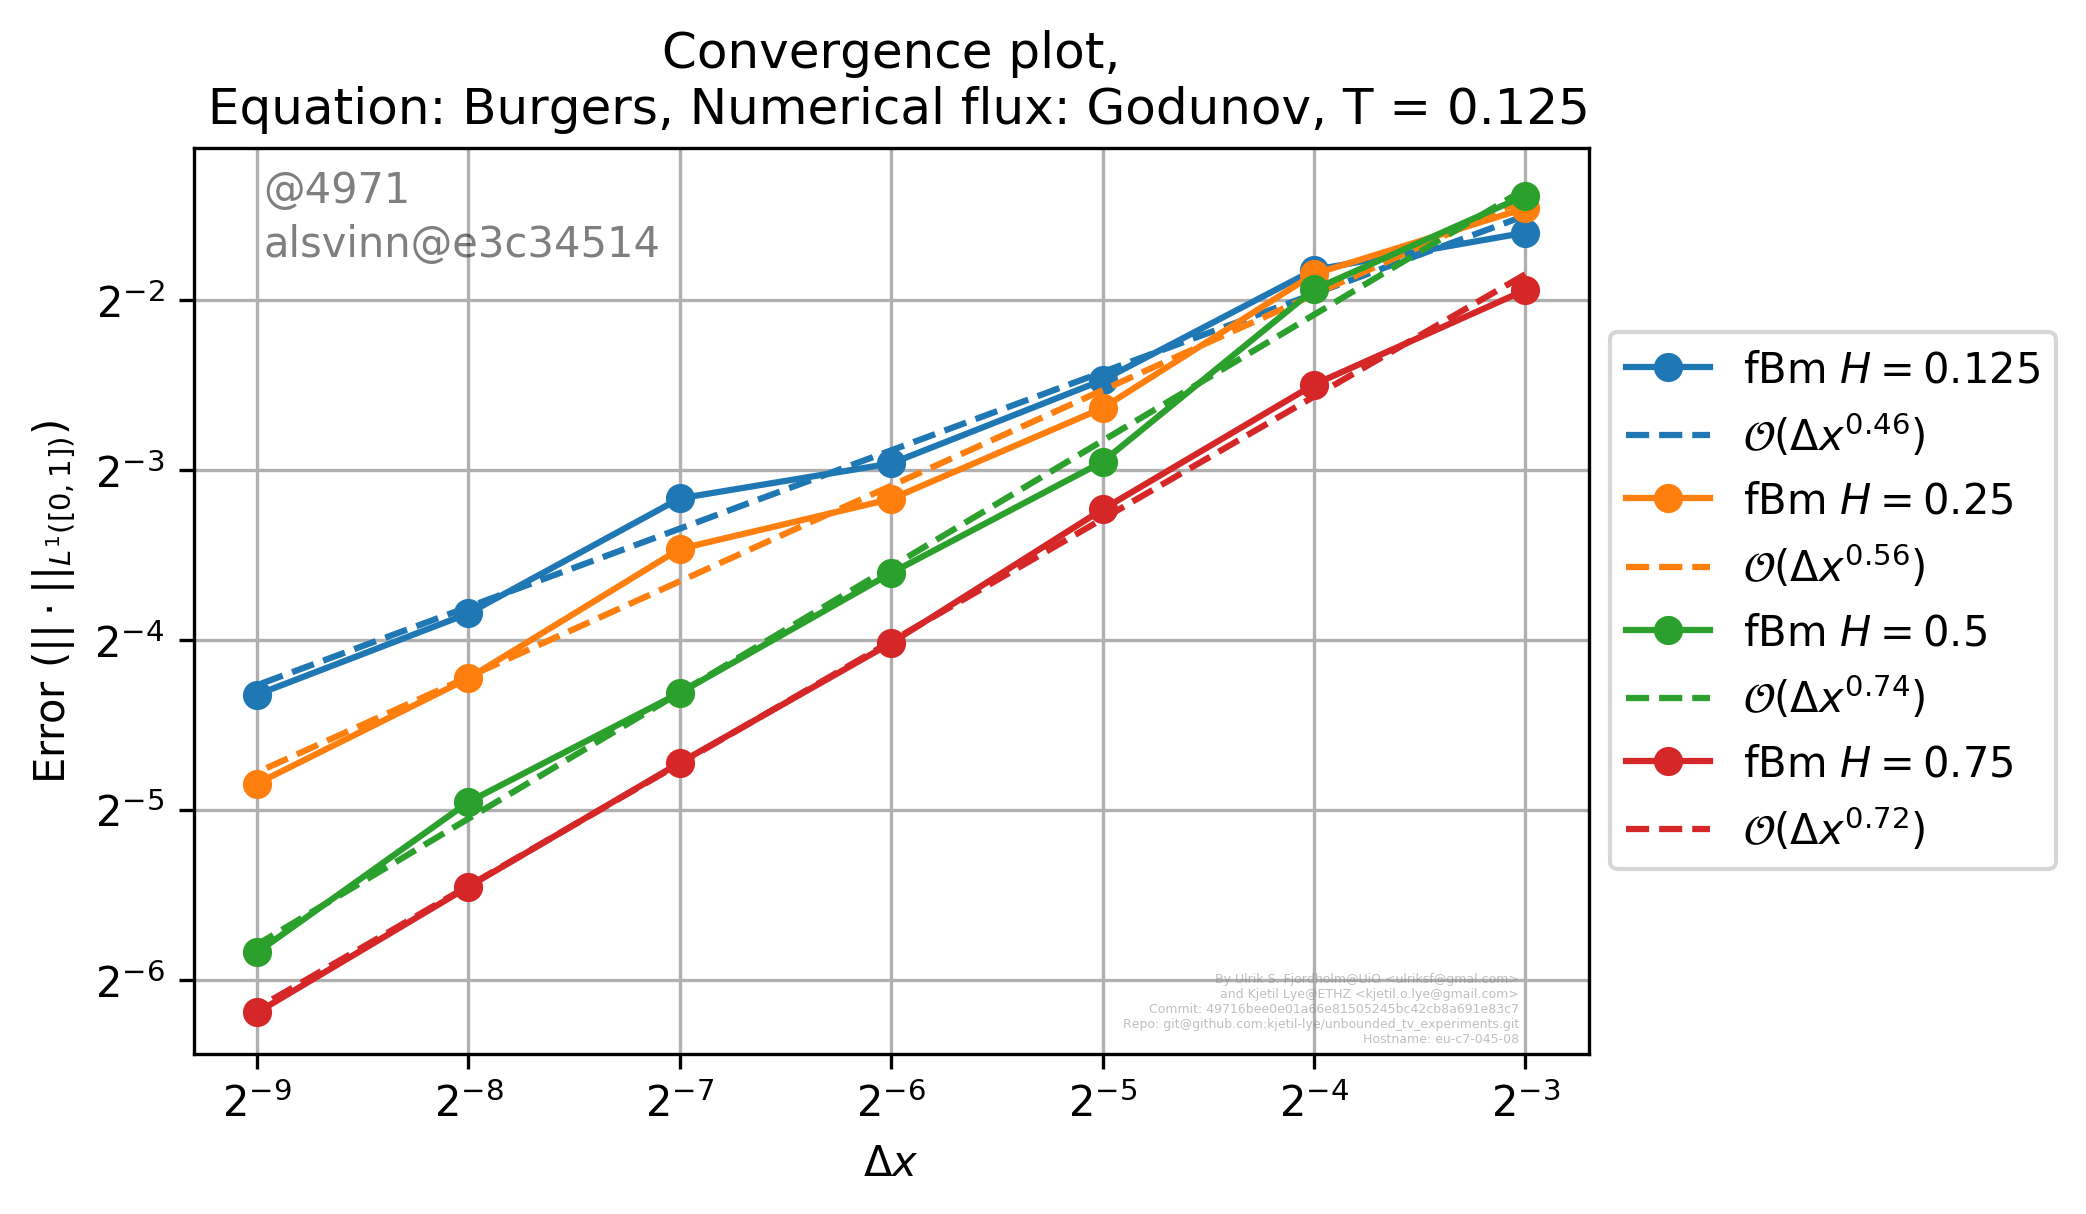 Convergence plot,
Equation: Burgers, Numerical flux: Godunov, T = 0.125
@4971
alsvinn@e3c34514
Error (|| · ||_{L^1([0, 1])})
2^{-2}
2^{-3}
2^{-4}
2^{-5}
2^{-6}
2^{-9}
2^{-8}
2^{-7}
2^{-6}
2^{-5}
2^{-4}
2^{-3}
Δx
fBm H = 0.125
𝒪(Δx^{0.46})
fBm H = 0.25
𝒪(Δx^{0.56})
fBm H = 0.5
𝒪(Δx^{0.74})
fBm H = 0.75
𝒪(Δx^{0.72})
By Ulrik S. Fjordholm@UiO <ulriksf@gmal.com>
and Kjetil Lye@ETHZ <kjetil.o.lye@gmail.com>
Commit: 49716bee0e01a66e81505245bc42cb8a691e83c7
Repo: git@github.com:kjetil-lye/unbounded_tv_experiments.git
Hostname: eu-c7-045-08